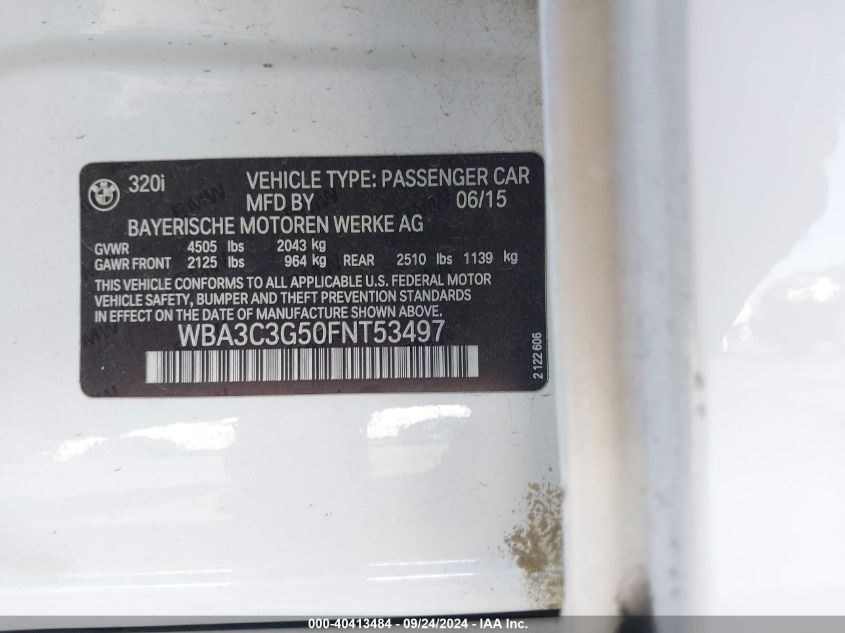 320i VEHICLE TYPE: PASSENGER CAR
MFD BY 06/15
BAYERISCHE MOTOREN WERKE AG
GVWR 4505 lbs 2043 kg
GAWR FRONT 2125 lbs 964 kg REAR 2510 lbs 1139 kg
THIS VEHICLE CONFORMS TO ALL APPLICABLE U.S. FEDERAL MOTOR
VEHICLE SAFETY, BUMPER AND THEFT PREVENTION STANDARDS
IN EFFECT ON THE DATE OF MANUFACTURE SHOWN ABOVE.
WBA3C3G50FNT53497
2 122 606
000-40413484 - 09/24/2024 - IAA Inc.